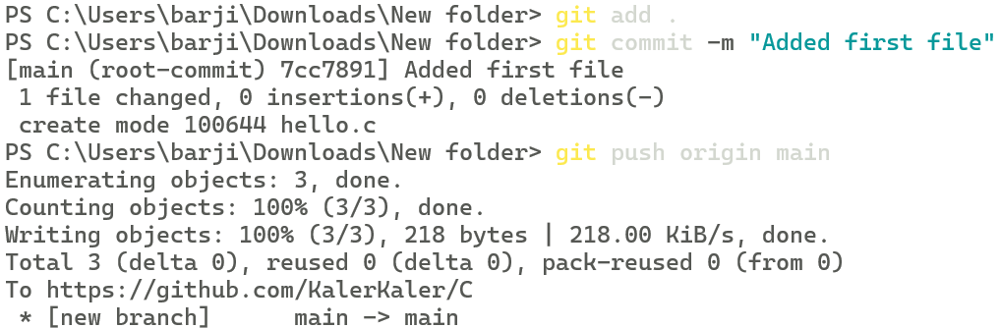 PS C:\Users\barji\Downloads\New folder> git add .
PS C:\Users\barji\Downloads\New folder> git commit -m "Added first file"
[main (root-commit) 7cc7891] Added first file
 1 file changed, 0 insertions(+), 0 deletions(-)
 create mode 100644 hello.c
PS C:\Users\barji\Downloads\New folder> git push origin main
Enumerating objects: 3, done.
Counting objects: 100% (3/3), done.
Writing objects: 100% (3/3), 218 bytes | 218.00 KiB/s, done.
Total 3 (delta 0), reused 0 (delta 0), pack-reused 0 (from 0)
To https://github.com/KalerKaler/C
 * [new branch]      main -> main